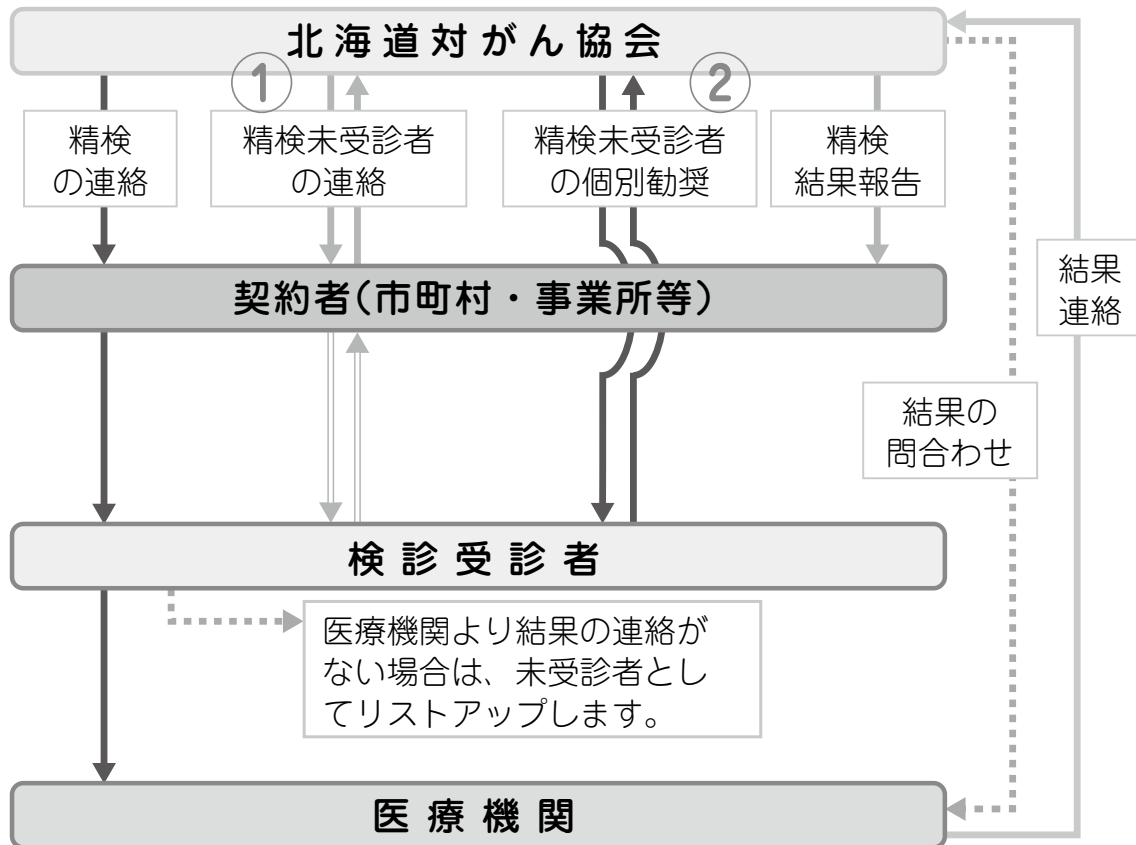 北海道対がん協会
①
②
精検
の連絡
精検未受診者
の連絡
精検未受診者
の個別勧奨
精検
結果報告
結果
連絡
契約者(市町村・事業所等)
結果の
問合わせ
検診受診者
医療機関より結果の連絡が
ない場合は、未受診者とし
てリストアップします。
医療機関